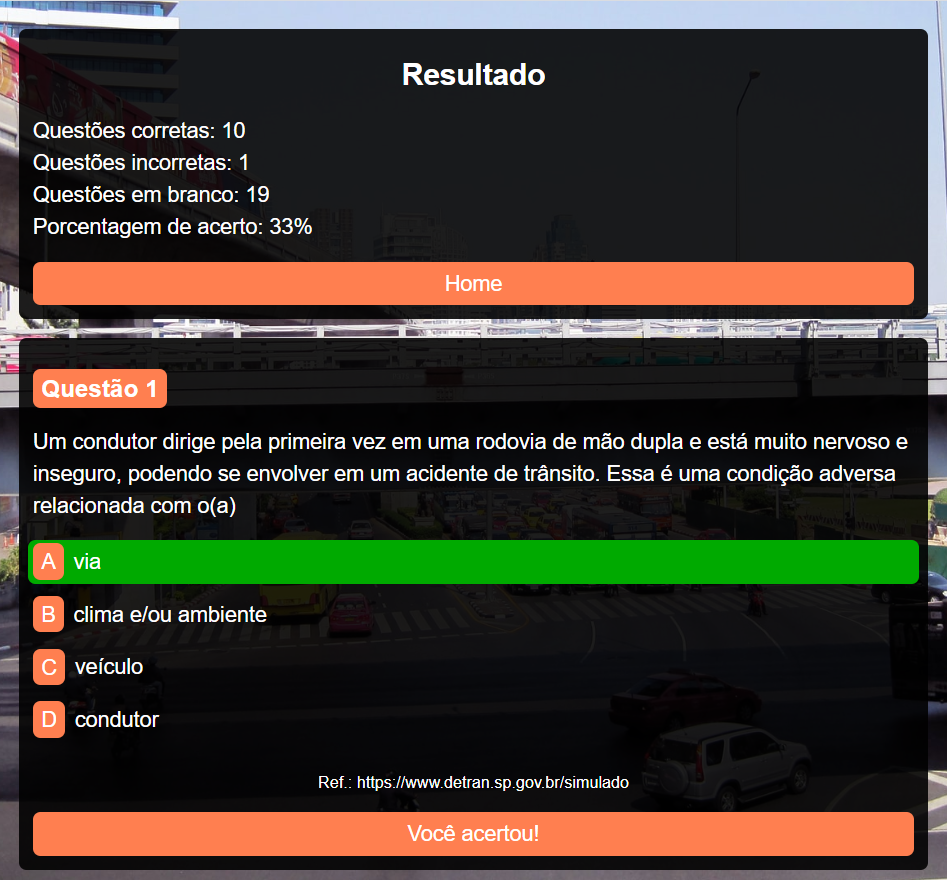 Resultado
Questões corretas: 10
Questões incorretas: 1
Questões em branco: 19
Porcentagem de acerto: 33%
Home
Questão 1
Um condutor dirige pela primeira vez em uma rodovia de mão dupla e está muito nervoso e
inseguro, podendo se envolver em um acidente de trânsito. Essa é uma condição adversa
relacionada com o(a)
A via
B clima e/ou ambiente
C veículo
D condutor
Ref.: https://www.detran.sp.gov.br/simulado
Você acertou!